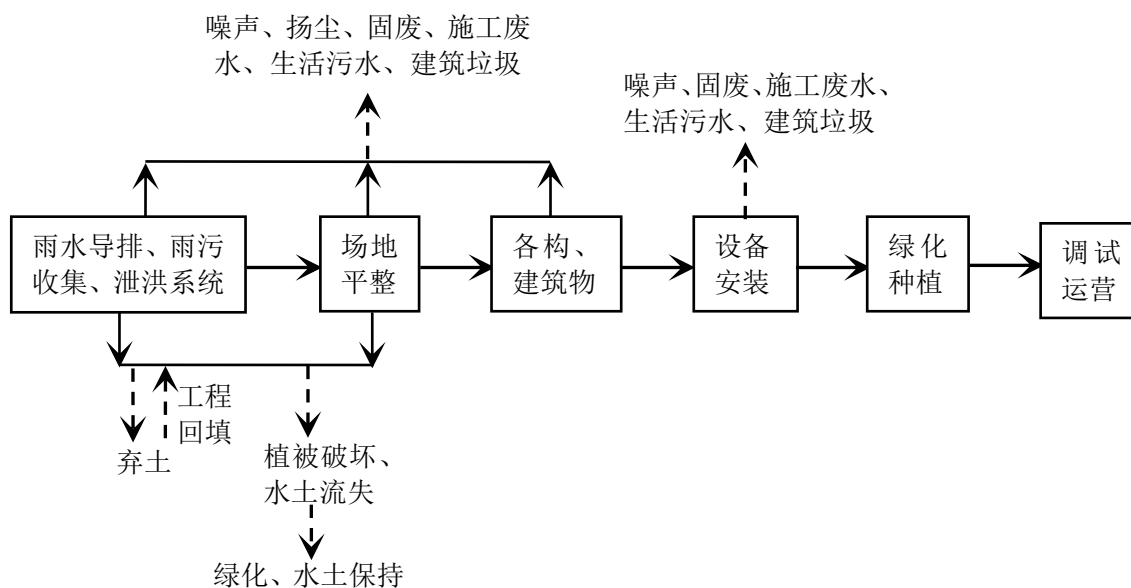 噪声、扬尘、固废、施工废
水、生活污水、建筑垃圾
噪声、固废、施工废水、
生活污水、建筑垃圾
雨水导排、雨污
收集、泄洪系统
场地
平整
各构、
建筑物
设备
安装
绿化
种植
调试
运营
工程
回填
弃土
植被破坏、
水土流失
绿化、水土保持